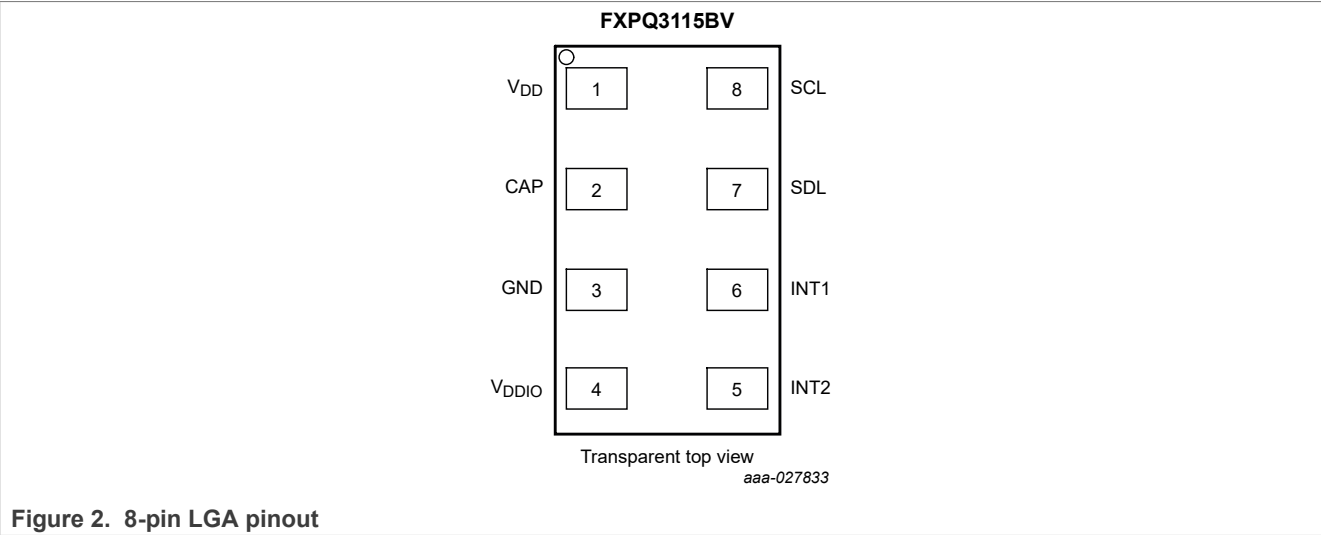 FXPQ3115BV
VDD 1 8 SCL
CAP 2 7 SDL
GND 3 6 INT1
VDDIO 4 5 INT2
Transparent top view
aaa-027833
Figure 2. 8-pin LGA pinout